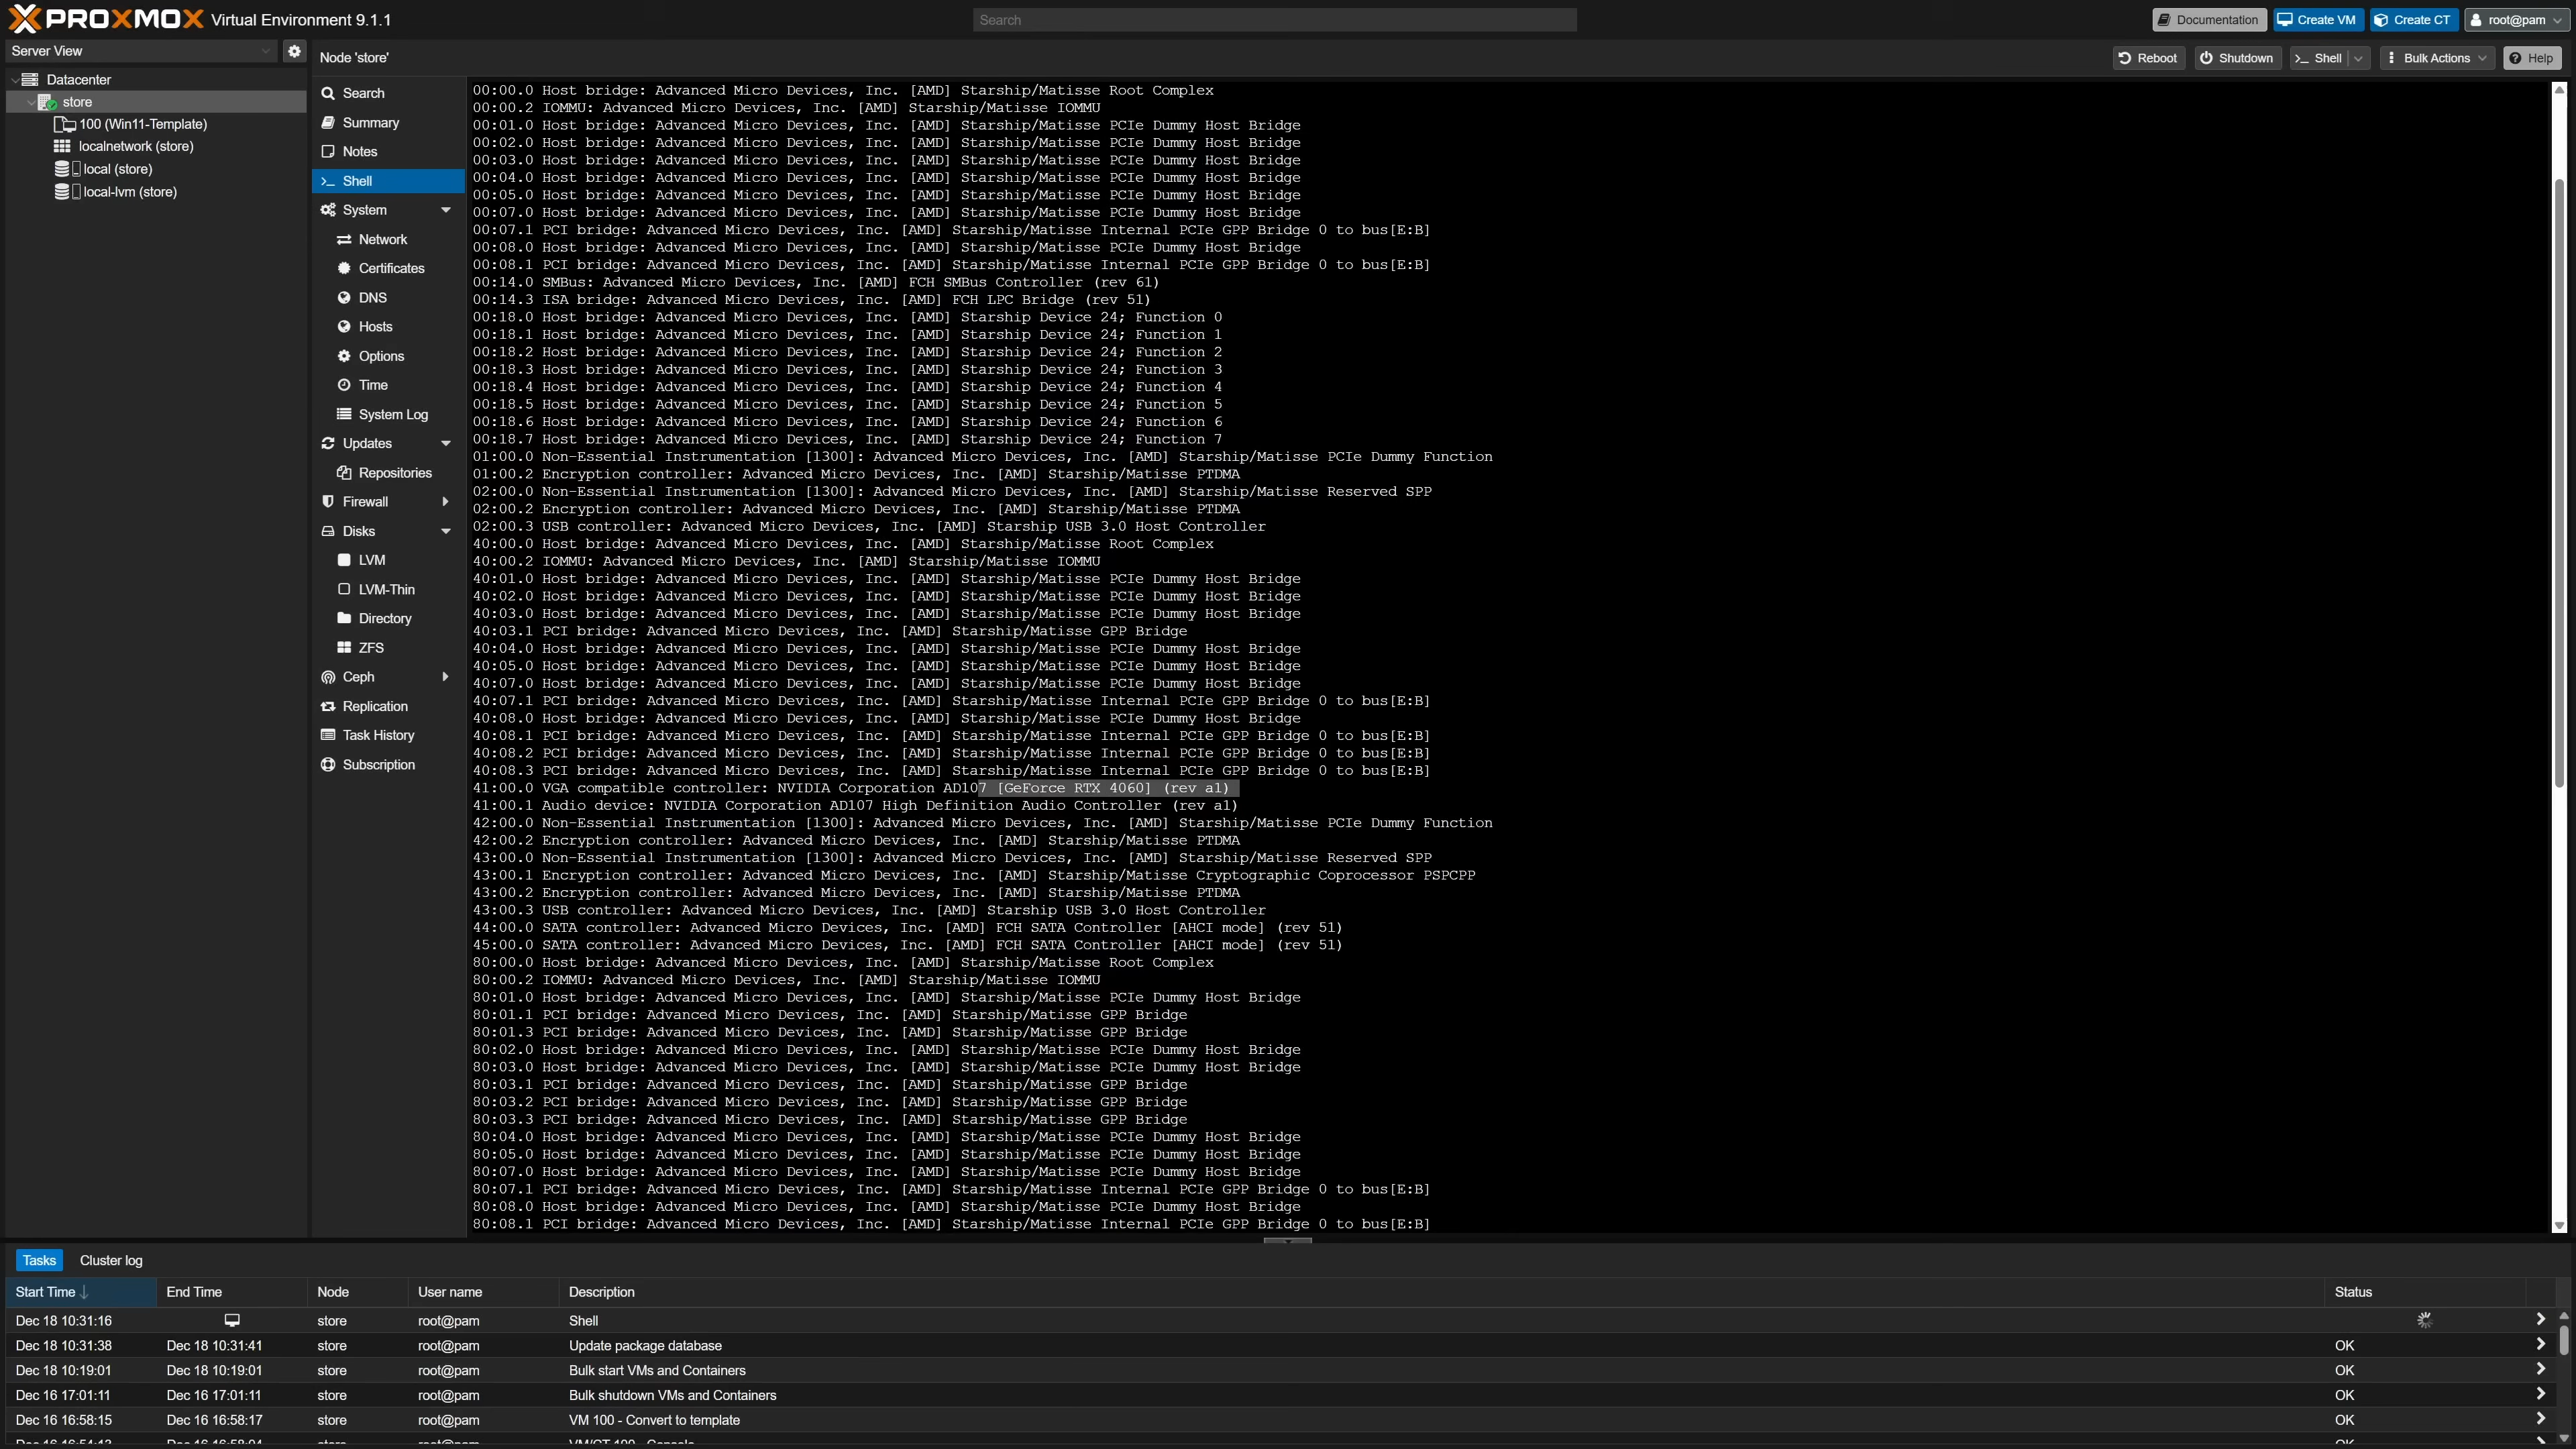 PROXMOX Virtual Environment 9.1.1
Search
Documentation
Create VM
Create CT
root@pam
Server View
Node 'store'
Reboot
Shutdown
Shell
Bulk Actions
Help
Datacenter
store
100 (Win11-Template)
localnetwork (store)
local (store)
local-lvm (store)
Search
Summary
Notes
Shell
System
Network
Certificates
DNS
Hosts
Options
Time
System Log
Updates
Repositories
Firewall
Disks
LVM
LVM-Thin
Directory
ZFS
Ceph
Replication
Task History
Subscription
00:00.0 Host bridge: Advanced Micro Devices, Inc. [AMD] Starship/Matisse Root Complex
00:00.2 IOMMU: Advanced Micro Devices, Inc. [AMD] Starship/Matisse IOMMU
00:01.0 Host bridge: Advanced Micro Devices, Inc. [AMD] Starship/Matisse PCIe Dummy Host Bridge
00:02.0 Host bridge: Advanced Micro Devices, Inc. [AMD] Starship/Matisse PCIe Dummy Host Bridge
00:03.0 Host bridge: Advanced Micro Devices, Inc. [AMD] Starship/Matisse PCIe Dummy Host Bridge
00:04.0 Host bridge: Advanced Micro Devices, Inc. [AMD] Starship/Matisse PCIe Dummy Host Bridge
00:05.0 Host bridge: Advanced Micro Devices, Inc. [AMD] Starship/Matisse PCIe Dummy Host Bridge
00:07.0 Host bridge: Advanced Micro Devices, Inc. [AMD] Starship/Matisse PCIe Dummy Host Bridge
00:07.1 PCI bridge: Advanced Micro Devices, Inc. [AMD] Starship/Matisse Internal PCIe GPP Bridge 0 to bus[E:B]
00:08.0 Host bridge: Advanced Micro Devices, Inc. [AMD] Starship/Matisse PCIe Dummy Host Bridge
00:08.1 PCI bridge: Advanced Micro Devices, Inc. [AMD] Starship/Matisse Internal PCIe GPP Bridge 0 to bus[E:B]
00:14.0 SMBus: Advanced Micro Devices, Inc. [AMD] FCH SMBus Controller (rev 61)
00:14.3 ISA bridge: Advanced Micro Devices, Inc. [AMD] FCH LPC Bridge (rev 51)
00:18.0 Host bridge: Advanced Micro Devices, Inc. [AMD] Starship Device 24; Function 0
00:18.1 Host bridge: Advanced Micro Devices, Inc. [AMD] Starship Device 24; Function 1
00:18.2 Host bridge: Advanced Micro Devices, Inc. [AMD] Starship Device 24; Function 2
00:18.3 Host bridge: Advanced Micro Devices, Inc. [AMD] Starship Device 24; Function 3
00:18.4 Host bridge: Advanced Micro Devices, Inc. [AMD] Starship Device 24; Function 4
00:18.5 Host bridge: Advanced Micro Devices, Inc. [AMD] Starship Device 24; Function 5
00:18.6 Host bridge: Advanced Micro Devices, Inc. [AMD] Starship Device 24; Function 6
00:18.7 Host bridge: Advanced Micro Devices, Inc. [AMD] Starship Device 24; Function 7
01:00.0 Non-Essential Instrumentation [1300]: Advanced Micro Devices, Inc. [AMD] Starship/Matisse PCIe Dummy Function
01:00.2 Encryption controller: Advanced Micro Devices, Inc. [AMD] Starship/Matisse PTDMA
02:00.0 Non-Essential Instrumentation [1300]: Advanced Micro Devices, Inc. [AMD] Starship/Matisse Reserved SPP
02:00.2 Encryption controller: Advanced Micro Devices, Inc. [AMD] Starship/Matisse PTDMA
02:00.3 USB controller: Advanced Micro Devices, Inc. [AMD] Starship USB 3.0 Host Controller
40:00.0 Host bridge: Advanced Micro Devices, Inc. [AMD] Starship/Matisse Root Complex
40:00.2 IOMMU: Advanced Micro Devices, Inc. [AMD] Starship/Matisse IOMMU
40:01.0 Host bridge: Advanced Micro Devices, Inc. [AMD] Starship/Matisse PCIe Dummy Host Bridge
40:02.0 Host bridge: Advanced Micro Devices, Inc. [AMD] Starship/Matisse PCIe Dummy Host Bridge
40:03.0 Host bridge: Advanced Micro Devices, Inc. [AMD] Starship/Matisse PCIe Dummy Host Bridge
40:03.1 PCI bridge: Advanced Micro Devices, Inc. [AMD] Starship/Matisse GPP Bridge
40:04.0 Host bridge: Advanced Micro Devices, Inc. [AMD] Starship/Matisse PCIe Dummy Host Bridge
40:05.0 Host bridge: Advanced Micro Devices, Inc. [AMD] Starship/Matisse PCIe Dummy Host Bridge
40:07.0 Host bridge: Advanced Micro Devices, Inc. [AMD] Starship/Matisse PCIe Dummy Host Bridge
40:07.1 PCI bridge: Advanced Micro Devices, Inc. [AMD] Starship/Matisse Internal PCIe GPP Bridge 0 to bus[E:B]
40:08.0 Host bridge: Advanced Micro Devices, Inc. [AMD] Starship/Matisse PCIe Dummy Host Bridge
40:08.1 PCI bridge: Advanced Micro Devices, Inc. [AMD] Starship/Matisse Internal PCIe GPP Bridge 0 to bus[E:B]
40:08.2 PCI bridge: Advanced Micro Devices, Inc. [AMD] Starship/Matisse Internal PCIe GPP Bridge 0 to bus[E:B]
40:08.3 PCI bridge: Advanced Micro Devices, Inc. [AMD] Starship/Matisse Internal PCIe GPP Bridge 0 to bus[E:B]
41:00.0 VGA compatible controller: NVIDIA Corporation AD107 [GeForce RTX 4060] (rev a1)
41:00.1 Audio device: NVIDIA Corporation AD107 High Definition Audio Controller (rev a1)
42:00.0 Non-Essential Instrumentation [1300]: Advanced Micro Devices, Inc. [AMD] Starship/Matisse PCIe Dummy Function
42:00.2 Encryption controller: Advanced Micro Devices, Inc. [AMD] Starship/Matisse PTDMA
43:00.0 Non-Essential Instrumentation [1300]: Advanced Micro Devices, Inc. [AMD] Starship/Matisse Reserved SPP
43:00.1 Encryption controller: Advanced Micro Devices, Inc. [AMD] Starship/Matisse Cryptographic Coprocessor PSPCPP
43:00.2 Encryption controller: Advanced Micro Devices, Inc. [AMD] Starship/Matisse PTDMA
43:00.3 USB controller: Advanced Micro Devices, Inc. [AMD] Starship USB 3.0 Host Controller
44:00.0 SATA controller: Advanced Micro Devices, Inc. [AMD] FCH SATA Controller [AHCI mode] (rev 51)
45:00.0 SATA controller: Advanced Micro Devices, Inc. [AMD] FCH SATA Controller [AHCI mode] (rev 51)
80:00.0 Host bridge: Advanced Micro Devices, Inc. [AMD] Starship/Matisse Root Complex
80:00.2 IOMMU: Advanced Micro Devices, Inc. [AMD] Starship/Matisse IOMMU
80:01.0 Host bridge: Advanced Micro Devices, Inc. [AMD] Starship/Matisse PCIe Dummy Host Bridge
80:01.1 PCI bridge: Advanced Micro Devices, Inc. [AMD] Starship/Matisse GPP Bridge
80:01.3 PCI bridge: Advanced Micro Devices, Inc. [AMD] Starship/Matisse GPP Bridge
80:02.0 Host bridge: Advanced Micro Devices, Inc. [AMD] Starship/Matisse PCIe Dummy Host Bridge
80:03.0 Host bridge: Advanced Micro Devices, Inc. [AMD] Starship/Matisse PCIe Dummy Host Bridge
80:03.1 PCI bridge: Advanced Micro Devices, Inc. [AMD] Starship/Matisse GPP Bridge
80:03.2 PCI bridge: Advanced Micro Devices, Inc. [AMD] Starship/Matisse GPP Bridge
80:03.3 PCI bridge: Advanced Micro Devices, Inc. [AMD] Starship/Matisse GPP Bridge
80:04.0 Host bridge: Advanced Micro Devices, Inc. [AMD] Starship/Matisse PCIe Dummy Host Bridge
80:05.0 Host bridge: Advanced Micro Devices, Inc. [AMD] Starship/Matisse PCIe Dummy Host Bridge
80:07.0 Host bridge: Advanced Micro Devices, Inc. [AMD] Starship/Matisse PCIe Dummy Host Bridge
80:07.1 PCI bridge: Advanced Micro Devices, Inc. [AMD] Starship/Matisse Internal PCIe GPP Bridge 0 to bus[E:B]
80:08.0 Host bridge: Advanced Micro Devices, Inc. [AMD] Starship/Matisse PCIe Dummy Host Bridge
80:08.1 PCI bridge: Advanced Micro Devices, Inc. [AMD] Starship/Matisse Internal PCIe GPP Bridge 0 to bus[E:B]
Tasks Cluster log
Start Time End Time Node User name Description Status
Dec 18 10:31:16 store root@pam Shell
Dec 18 10:31:38 Dec 18 10:31:41 store root@pam Update package database OK
Dec 18 10:19:01 Dec 18 10:19:01 store root@pam Bulk start VMs and Containers OK
Dec 16 17:01:11 Dec 16 17:01:11 store root@pam Bulk shutdown VMs and Containers OK
Dec 16 16:58:15 Dec 16 16:58:17 store root@pam VM 100 - Convert to template OK